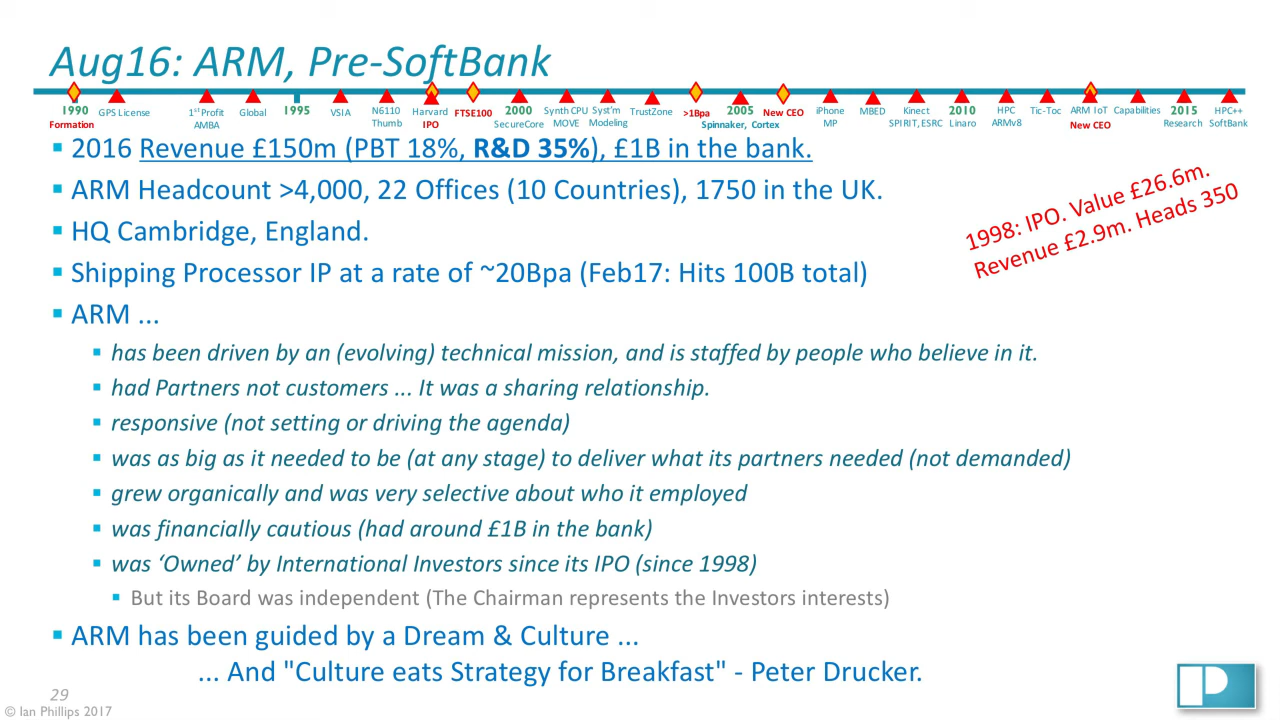 Aug16: ARM, Pre-SoftBank
1990 GPS License 1st Profit Global 1995 VSIA N6110 Harvard FTSE100 2000 Synth CPU Syst'm TrustZone >1Bpa 2005 New CEO iPhone MBED Kinect 2010 HPC Tic-Toc ARM IoT Capabilities 2015 HPC++
Formation AMBA Thumb IPO SecureCore MOVE Modeling Spinnaker, Cortex MP SPIRIT, ESRC Linaro ARMv8 New CEO Research SoftBank
▪ 2016 Revenue £150m (PBT 18%, R&D 35%), £1B in the bank.
▪ ARM Headcount >4,000, 22 Offices (10 Countries), 1750 in the UK.
1998: IPO. Value £26.6m.
Revenue £2.9m. Heads 350
▪ HQ Cambridge, England.
▪ Shipping Processor IP at a rate of ~20Bpa (Feb17: Hits 100B total)
▪ ARM ...
▪ has been driven by an (evolving) technical mission, and is staffed by people who believe in it.
▪ had Partners not customers ... It was a sharing relationship.
▪ responsive (not setting or driving the agenda)
▪ was as big as it needed to be (at any stage) to deliver what its partners needed (not demanded)
▪ grew organically and was very selective about who it employed
▪ was financially cautious (had around £1B in the bank)
▪ was ‘Owned’ by International Investors since its IPO (since 1998)
▪ But its Board was independent (The Chairman represents the Investors interests)
▪ ARM has been guided by a Dream & Culture ...
... And "Culture eats Strategy for Breakfast" - Peter Drucker.
29
© Ian Phillips 2017